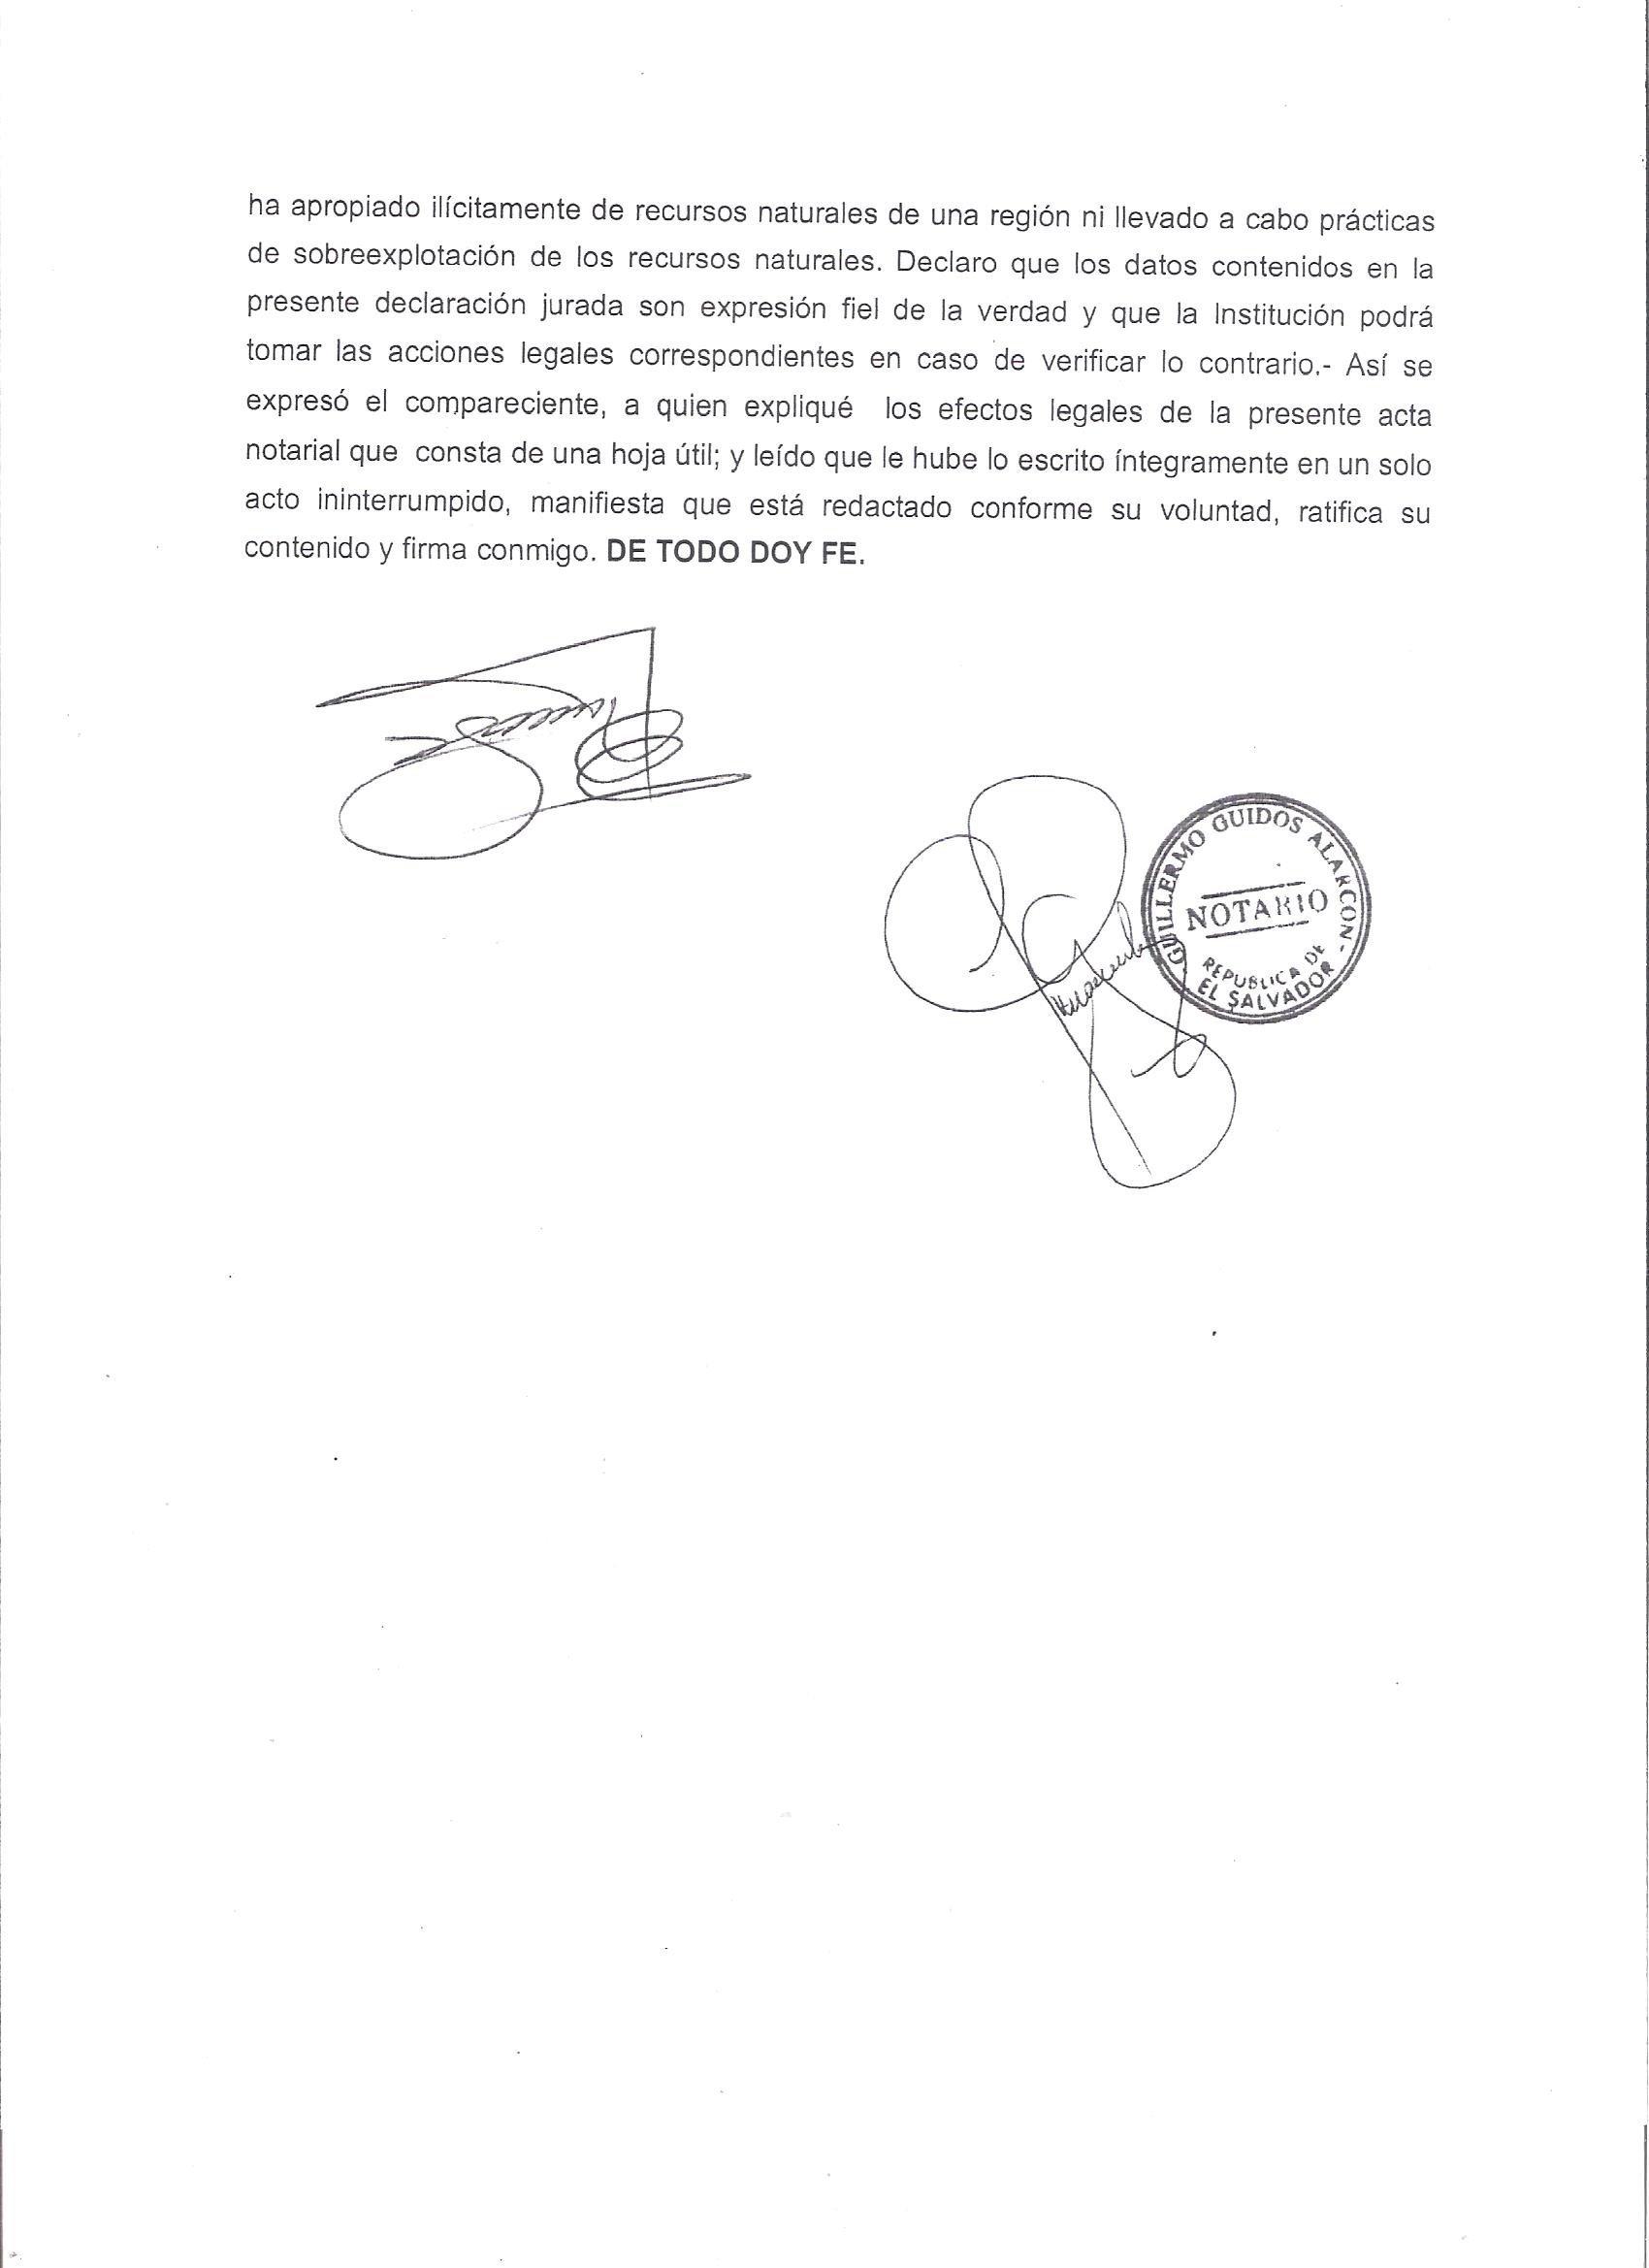 ha apropiado ilícitamente de recursos naturales de una región ni llevado a cabo prácticas
de sobreexplotación de los recursos naturales. Declaro que los datos contenidos en la
presente declaración jurada son expresión fiel de la verdad y que la Institución podrá
tomar las acciones legales correspondientes en caso de verificar lo contrario.- Así se
expresó el compareciente, a quien expliqué los efectos legales de la presente acta
notarial que consta de una hoja útil; y leído que le hube lo escrito íntegramente en un solo
acto ininterrumpido, manifiesta que está redactado conforme su voluntad, ratifica su
contenido y firma conmigo. DE TODO DOY FE.
GUILLERMO GUIDOS ALARCON -
NOTARIO
REPUBLICA DE
EL SALVADOR